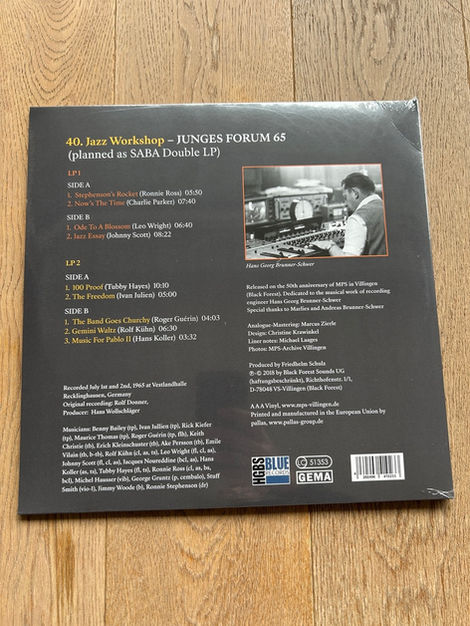 40. Jazz Workshop – JUNGES FORUM 65
(planned as SABA Double LP)
LP 1
SIDE A
1. Stephenson's Rocket (Ronnie Ross) 05:50
2. Now's The Time (Charlie Parker) 07:40
SIDE B
1. Ode To A Blossom (Leo Wright) 06:40
2. Jazz Essay (Johnny Scott) 08:22
LP 2
SIDE A
1. 100 Proof (Tubby Hayes) 10:10
2. The Freedom (Ivan Julien) 05:00
SIDE B
1. The Band Goes Churchy (Roger Guérin) 04:03
2. Gemini Waltz (Rolf Kühn) 06:30
3. Music For Pablo II (Hans Koller) 03:32
Recorded July 1st and 2nd, 1965 at Vestlandhalle
Recklinghausen, Germany
Original recording: Rolf Donner,
Producer: Hans Wollschläger
Musicians: Benny Bailey (tp), Ivan Jullien (tp), Rick Kiefer
(tp), Maurice Thomas (tp), Roger Guérin (tp, flh), Keith
Christie (tb), Erich Kleinschuster (tb), Ake Persson (tb), Emile
Vilain (tb, b-tb), Rolf Kühn (cl, as, ts), Leo Wright (fl, cl, as),
Johnny Scott (fl, cl, as), Jacques Noureddine (bcl, as), Hans
Koller (as, ts), Tubby Hayes (fl, ts), Ronnie Ross (cl, as, bs,
bcl), Michel Hausser (vib), George Gruntz (p, cembalo), Stuff
Smith (vio-l), Jimmy Woode (b), Ronnie Stephenson (dr)
Hans Georg Brunner-Schwer
Released on the 50th anniversary of MPS in Villingen
(Black Forest). Dedicated to the musical work of recording
engineer Hans Georg Brunner-Schwer
Special thanks to Marlies and Andreas Brunner-Schwer
Analogue-Mastering: Marcus Zierle
Design: Christine Krawinkel
Liner notes: Michael Laages
Photos: MPS-Archive Villingen
Produced by Friedhelm Schulz
℗-© 2018 by Black Forest Sounds UG
(haftungsbeschränkt), Richthofenstr. 1/1,
D-78048 VS-Villingen (Black Forest)
AAA Vinyl, www.mps-villingen.de
Printed and manufactured in the European Union by
pallas, www.pallas-group.de
HGBS
BLUE
RECORDS
LC 51353
GEMA